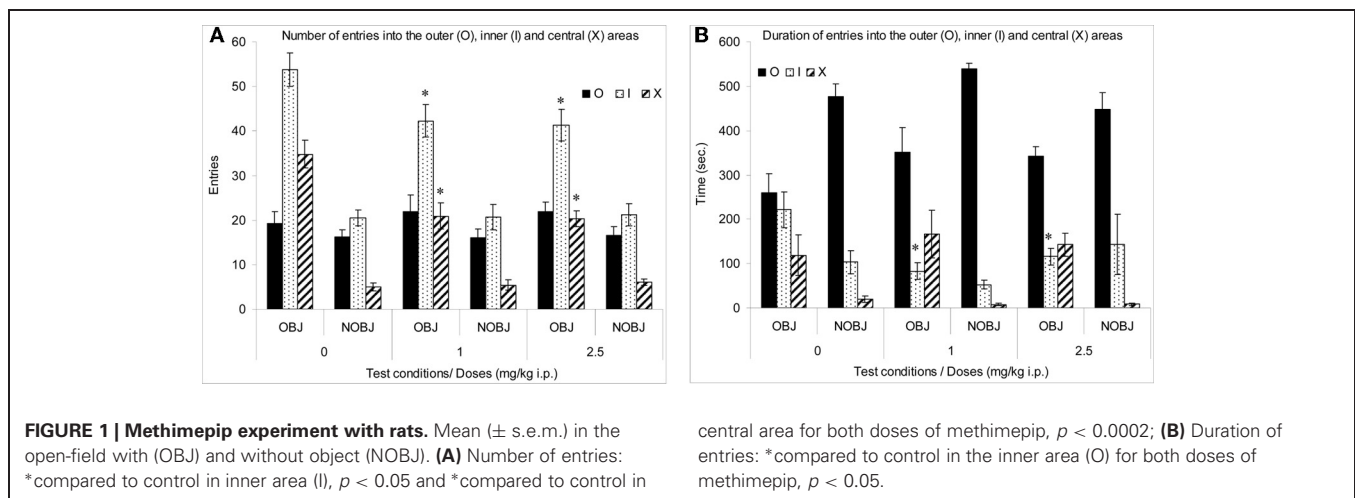 A
Number of entries into the outer (O), inner (I) and central (X) areas
60
50
40
30
20
10
0
Entries
O I X
* * * *
OBJ NOBJ OBJ NOBJ OBJ NOBJ
0 1 2.5
Test conditions/ Doses (mg/kg i.p.)
B
Duration of entries into the outer (O), inner (I) and central (X) areas
600
500
400
300
200
100
0
Time (sec.)
O I X
* *
OBJ NOBJ OBJ NOBJ OBJ NOBJ
0 1 2.5
Test conditions / Doses (mg/kg i.p.)
FIGURE 1 | Methimepip experiment with rats. Mean (± s.e.m.) in the
open-field with (OBJ) and without object (NOBJ). (A) Number of entries:
*compared to control in inner area (I), p < 0.05 and *compared to control in
central area for both doses of methimepip, p < 0.0002; (B) Duration of
entries: *compared to control in the inner area (O) for both doses of
methimepip, p < 0.05.